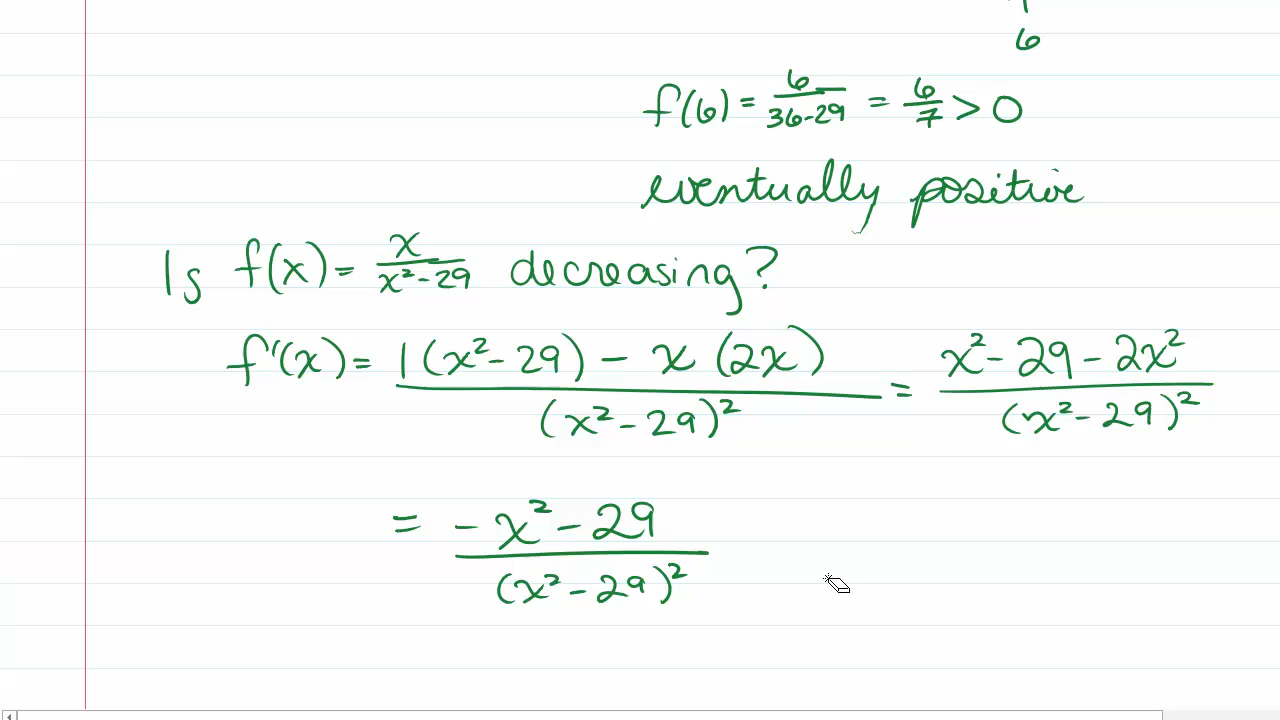 6
f(6) = 6/(36-29) = 6/7 > 0
eventually positive
Is f(x) = x/(x²-29) decreasing?
f'(x) = (1(x²-29) - x(2x))/(x²-29)² = (x²-29-2x²)/(x²-29)²
= (-x²-29)/(x²-29)²